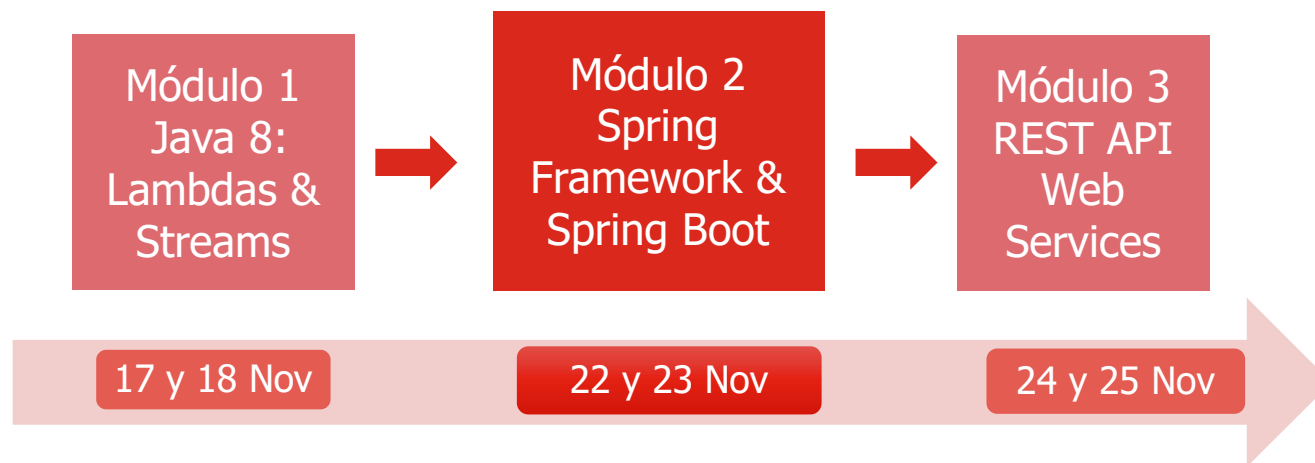 Módulo 1
Java 8:
Lambdas &
Streams
Módulo 2
Spring
Framework &
Spring Boot
Módulo 3
REST API
Web
Services
17 y 18 Nov
22 y 23 Nov
24 y 25 Nov